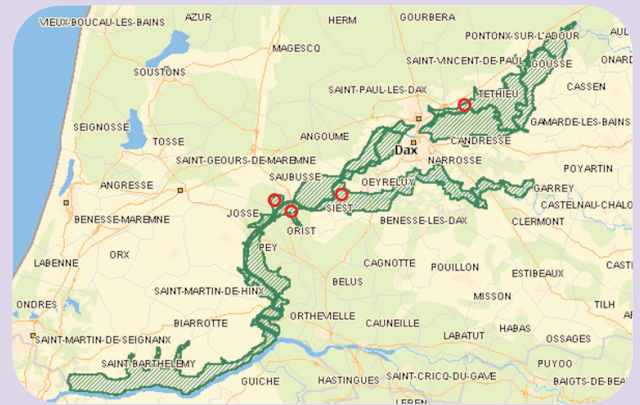 VIEUX-BOUCAU-LES-BAINS
AZUR
HERM
GOURBERA
PONTONX-SUR-L'ADOUR
MAGESCQ
SOUSTONS
SAINT-VINCENT-DE-PAUL
GOUSSE
ONARD
SAINT-PAUL-LES-DAX
TETHIEU
CASSEN
SEIGNOSSE
TOSSE
ANGOUME
GAMARDE-LES-BAINS
Dax
CANDRESSE
SAINT-GEOURS-DE-MAREMNE
NARROSSE
POYARTIN
ANGRESSE
SAUBUSSE
OEYRELUY
GARREY
BENESSE-MAREMNE
JOSSE
SIEST
BENESSE-LES-DAX
CASTELNAU-CHALO
CLERMONT
ORIST
ORX
PEY
LABENNE
CAGNOTTE
POUILLON
ESTIBEAUX
CASTI
BELUS
SAINT-MARTIN-DE-HINX
MISSON
ONDRES
ORTHEVIELLE
TILH
BIARROTTE
CAUNEILLE
HABAS
LABATUT
OSSAGES
SAINT-MARTIN-DE-SEIGNANX
SAINT-BARTHELEMY
PUYOO
GUICHE
HASTINGUES
SAINT-CRICQ-DU-GAVE
BAIGTS-DE-BEA
LEREN